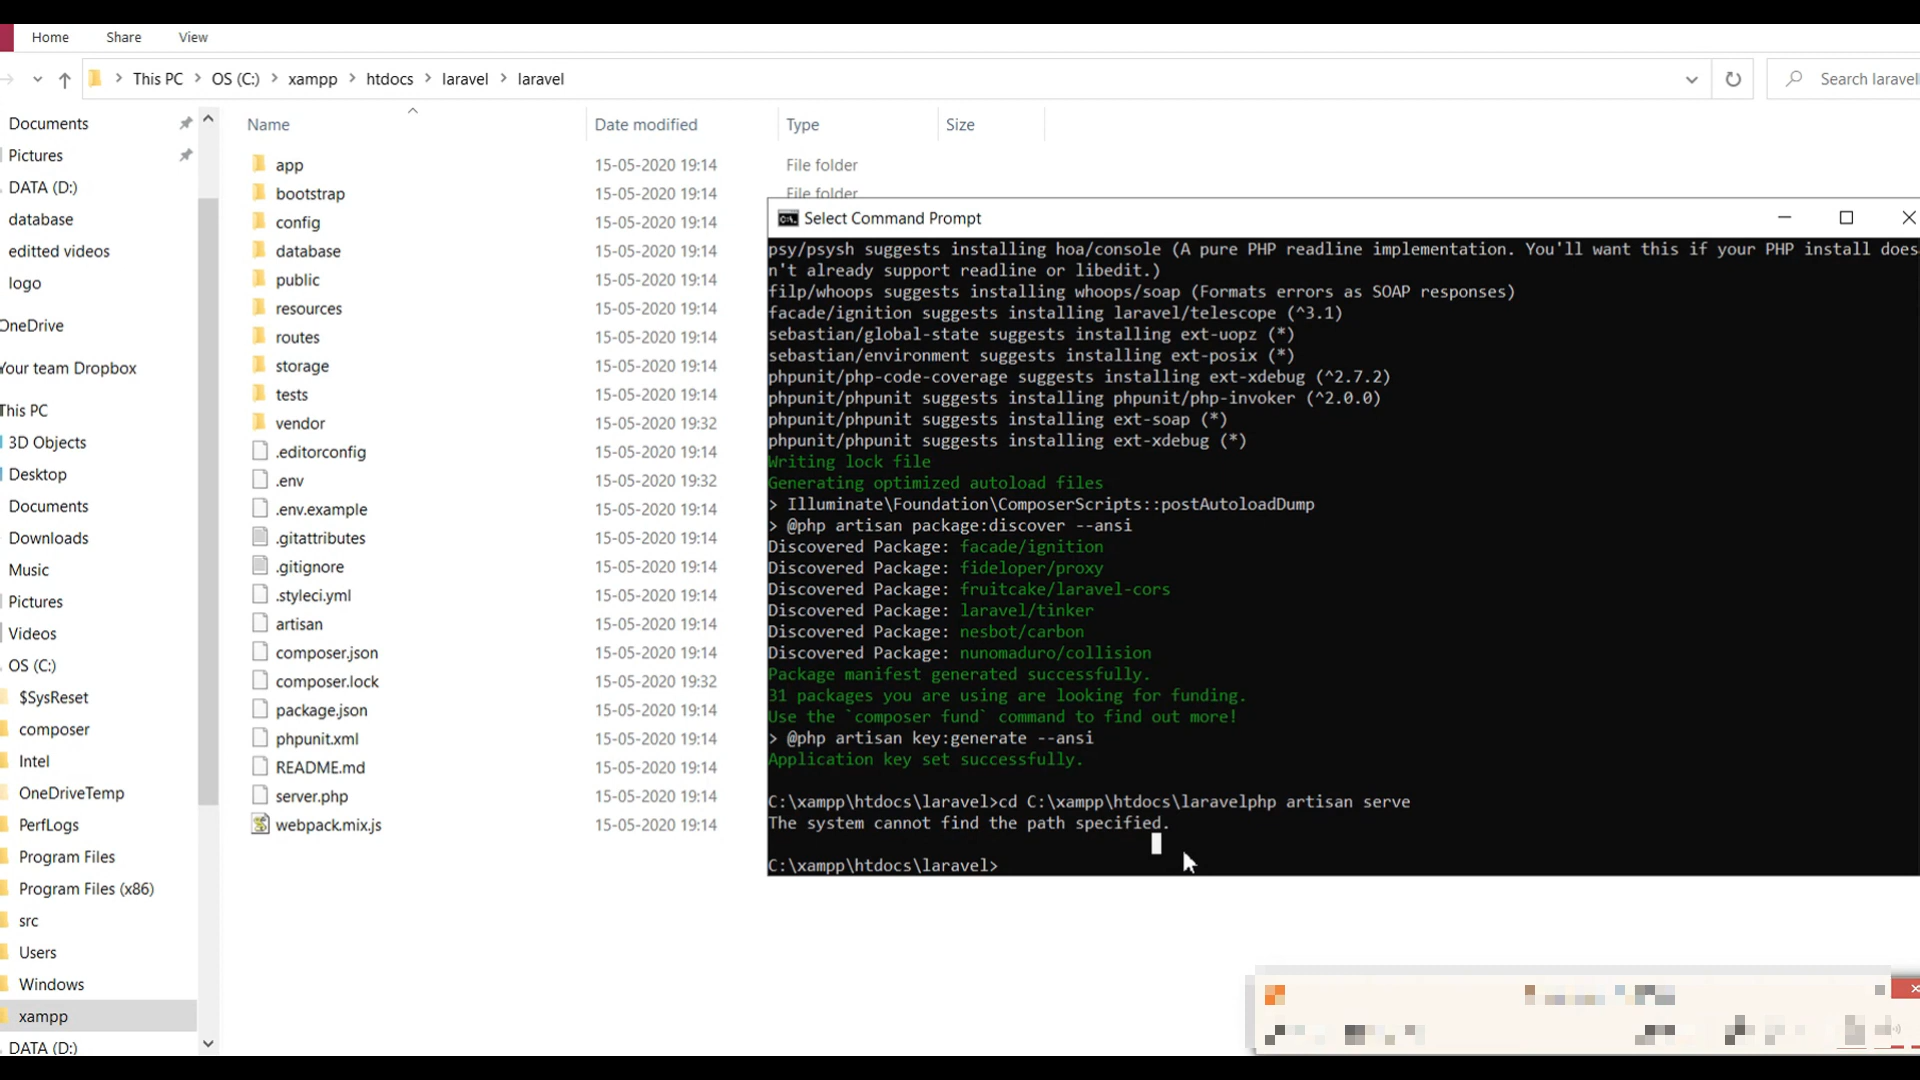 Home Share View
This PC > OS (C:) > xampp > htdocs > laravel > laravel
Search laravel
Documents
Pictures
DATA (D:)
database
editted videos
logo
OneDrive
Your team Dropbox
This PC
3D Objects
Desktop
Documents
Downloads
Music
Pictures
Videos
OS (C:)
$SysReset
composer
Intel
OneDriveTemp
PerfLogs
Program Files
Program Files (x86)
src
Users
Windows
xampp
DATA (D:)
Name Date modified Type Size
app 15-05-2020 19:14 File folder
bootstrap 15-05-2020 19:14 File folder
config 15-05-2020 19:14
database 15-05-2020 19:14
public 15-05-2020 19:14
resources 15-05-2020 19:14
routes 15-05-2020 19:14
storage 15-05-2020 19:14
tests 15-05-2020 19:14
vendor 15-05-2020 19:32
.editorconfig 15-05-2020 19:14
.env 15-05-2020 19:32
.env.example 15-05-2020 19:14
.gitattributes 15-05-2020 19:14
.gitignore 15-05-2020 19:14
.styleci.yml 15-05-2020 19:14
artisan 15-05-2020 19:14
composer.json 15-05-2020 19:14
composer.lock 15-05-2020 19:32
package.json 15-05-2020 19:14
phpunit.xml 15-05-2020 19:14
README.md 15-05-2020 19:14
server.php 15-05-2020 19:14
webpack.mix.js 15-05-2020 19:14
Select Command Prompt
psy/psysh suggests installing hoa/console (A pure PHP readline implementation. You'll want this if your PHP install does
n't already support readline or libedit.)
filp/whoops suggests installing whoops/soap (Formats errors as SOAP responses)
facade/ignition suggests installing laravel/telescope (^3.1)
sebastian/global-state suggests installing ext-uopz (*)
sebastian/environment suggests installing ext-posix (*)
phpunit/php-code-coverage suggests installing ext-xdebug (^2.7.2)
phpunit/phpunit suggests installing phpunit/php-invoker (^2.0.0)
phpunit/phpunit suggests installing ext-soap (*)
phpunit/phpunit suggests installing ext-xdebug (*)
Writing lock file
Generating optimized autoload files
> Illuminate\Foundation\ComposerScripts::postAutoloadDump
> @php artisan package:discover --ansi
Discovered Package: facade/ignition
Discovered Package: fideloper/proxy
Discovered Package: fruitcake/laravel-cors
Discovered Package: laravel/tinker
Discovered Package: nesbot/carbon
Discovered Package: nunomaduro/collision
Package manifest generated successfully.
31 packages you are using are looking for funding.
Use the `composer fund` command to find out more!
> @php artisan key:generate --ansi
Application key set successfully.
C:\xampp\htdocs\laravel>cd C:\xampp\htdocs\laravelphp artisan serve
The system cannot find the path specified.
C:\xampp\htdocs\laravel>